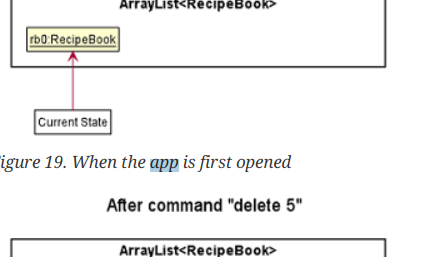 ArrayList<RecipeBook>
rb0:RecipeBook
Current State
igure 19. When the app is first opened
After command "delete 5"
ArrayList<RecipeBook>